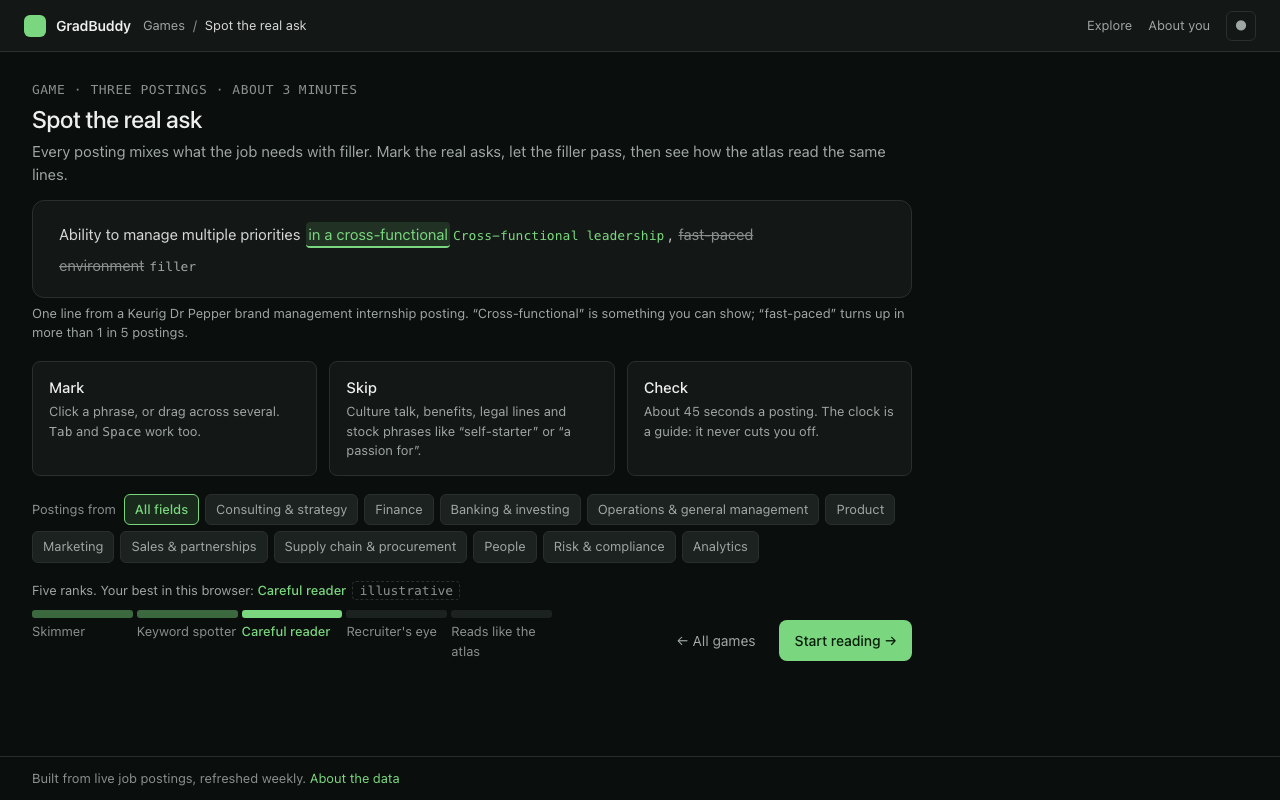 GradBuddy Games / Spot the real ask Explore About you
GAME · THREE POSTINGS · ABOUT 3 MINUTES
Spot the real ask
Every posting mixes what the job needs with filler. Mark the real asks, let the filler pass, then see how the atlas read the same
lines.
Ability to manage multiple priorities in a cross-functional Cross-functional leadership, fast-paced
environment filler
One line from a Keurig Dr Pepper brand management internship posting. “Cross-functional” is something you can show; “fast-paced” turns up in
more than 1 in 5 postings.
Mark
Click a phrase, or drag across several.
Tab and Space work too.
Skip
Culture talk, benefits, legal lines and
stock phrases like “self-starter” or “a
passion for”.
Check
About 45 seconds a posting. The clock is
a guide: it never cuts you off.
Postings from All fields Consulting & strategy Finance Banking & investing Operations & general management Product
Marketing Sales & partnerships Supply chain & procurement People Risk & compliance Analytics
Five ranks. Your best in this browser: Careful reader illustrative
Skimmer Keyword spotter Careful reader Recruiter's eye Reads like the
atlas
← All games Start reading →
Built from live job postings, refreshed weekly. About the data